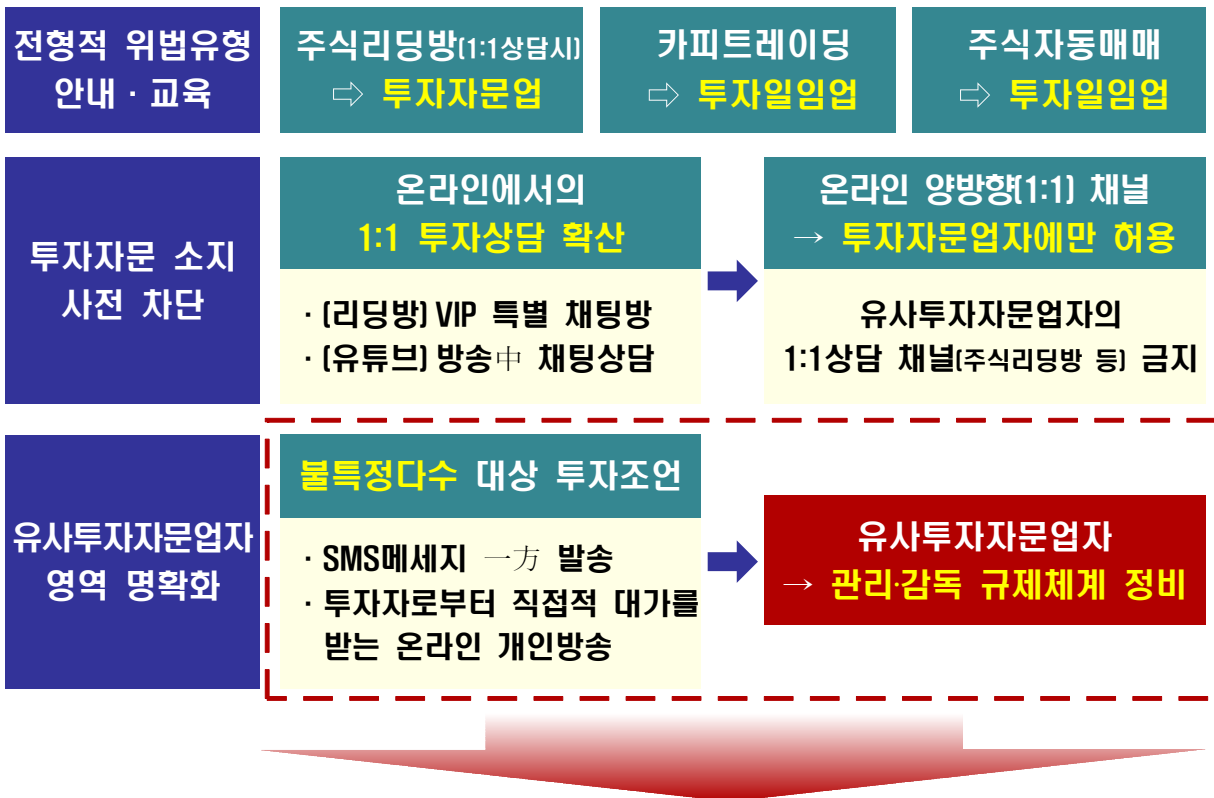 전형적 위법유형
안내 · 교육
주식리딩방(1:1상담시)
⇨ 투자자문업
카피트레이딩
⇨ 투자일임업
주식자동매매
⇨ 투자일임업
투자자문 소지
사전 차단
온라인에서의
1:1 투자상담 확산
· (리딩방) VIP 특별 채팅방
· (유튜브) 방송中 채팅상담
온라인 양방향(1:1) 채널
→ 투자자문업자에만 허용
유사투자자문업자의
1:1상담 채널(주식리딩방 등) 금지
유사투자자문업자
영역 명확화
불특정다수 대상 투자조언
· SMS메세지 一方 발송
· 투자자로부터 직접적 대가를
받는 온라인 개인방송
유사투자자문업자
→ 관리·감독 규제체계 정비